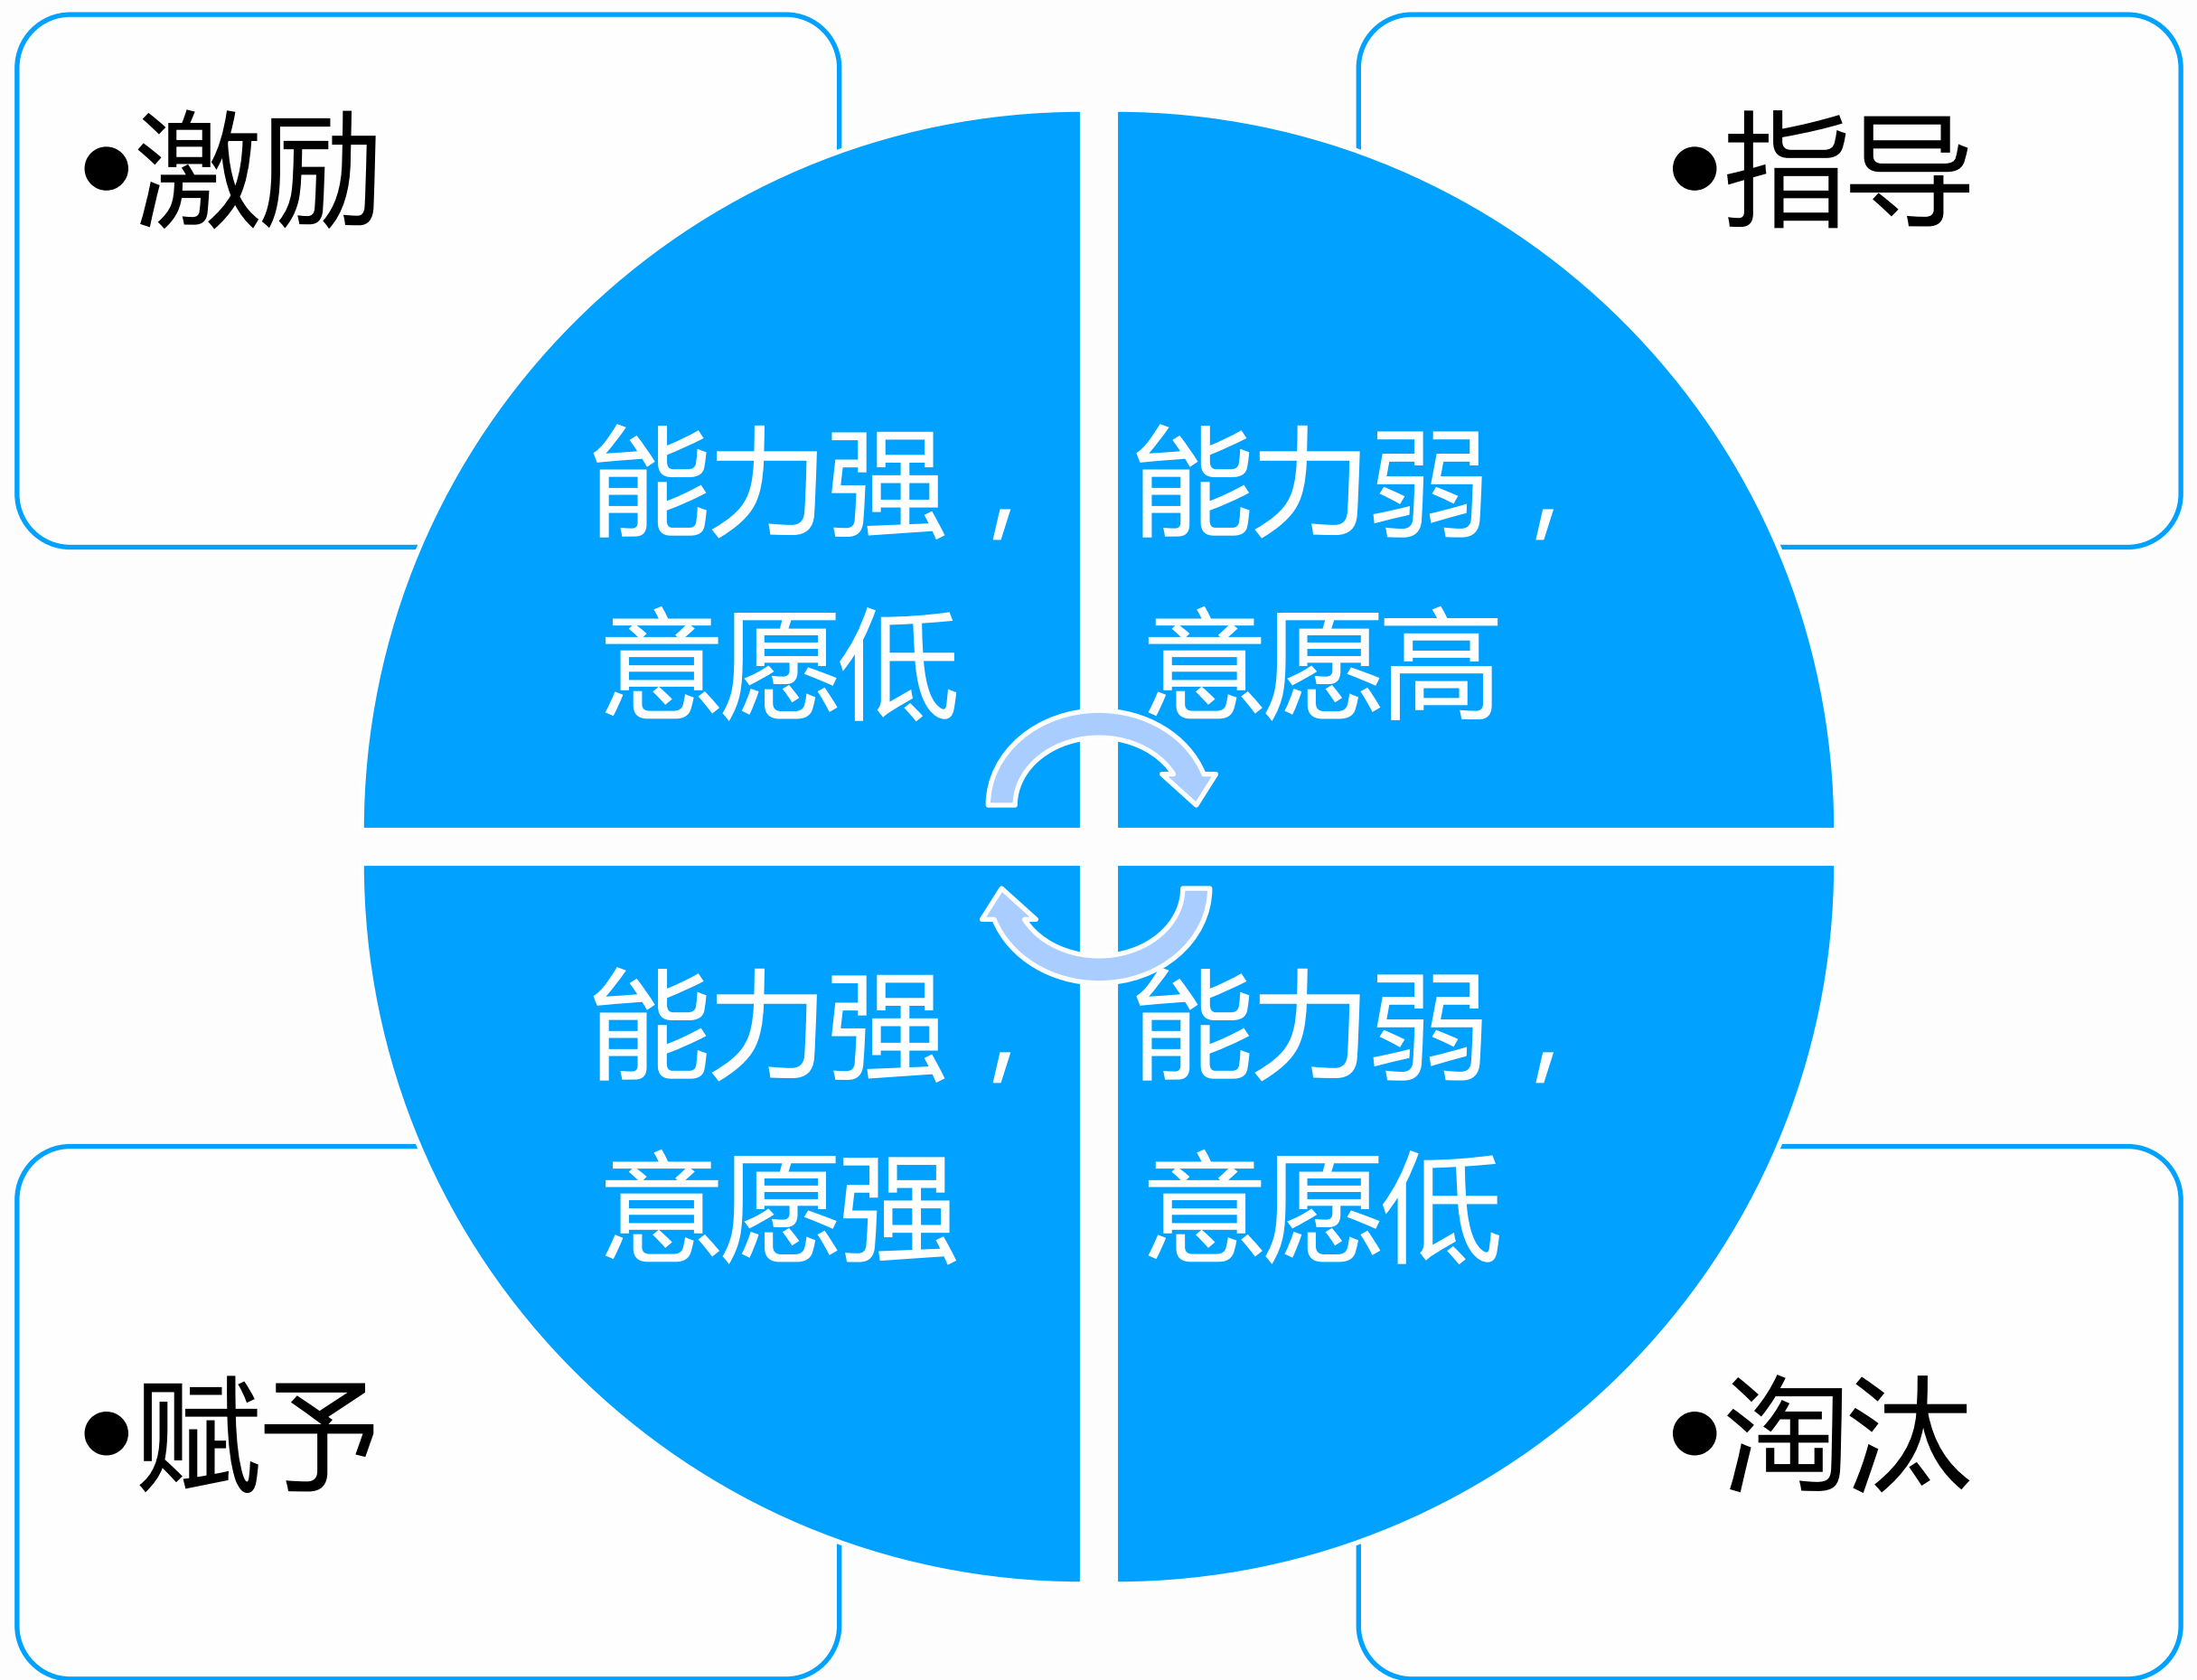 •激励
•指导
能力强，
意愿低
能力弱，
意愿高
能力强，
意愿强
能力弱，
意愿低
•赋予
•淘汰